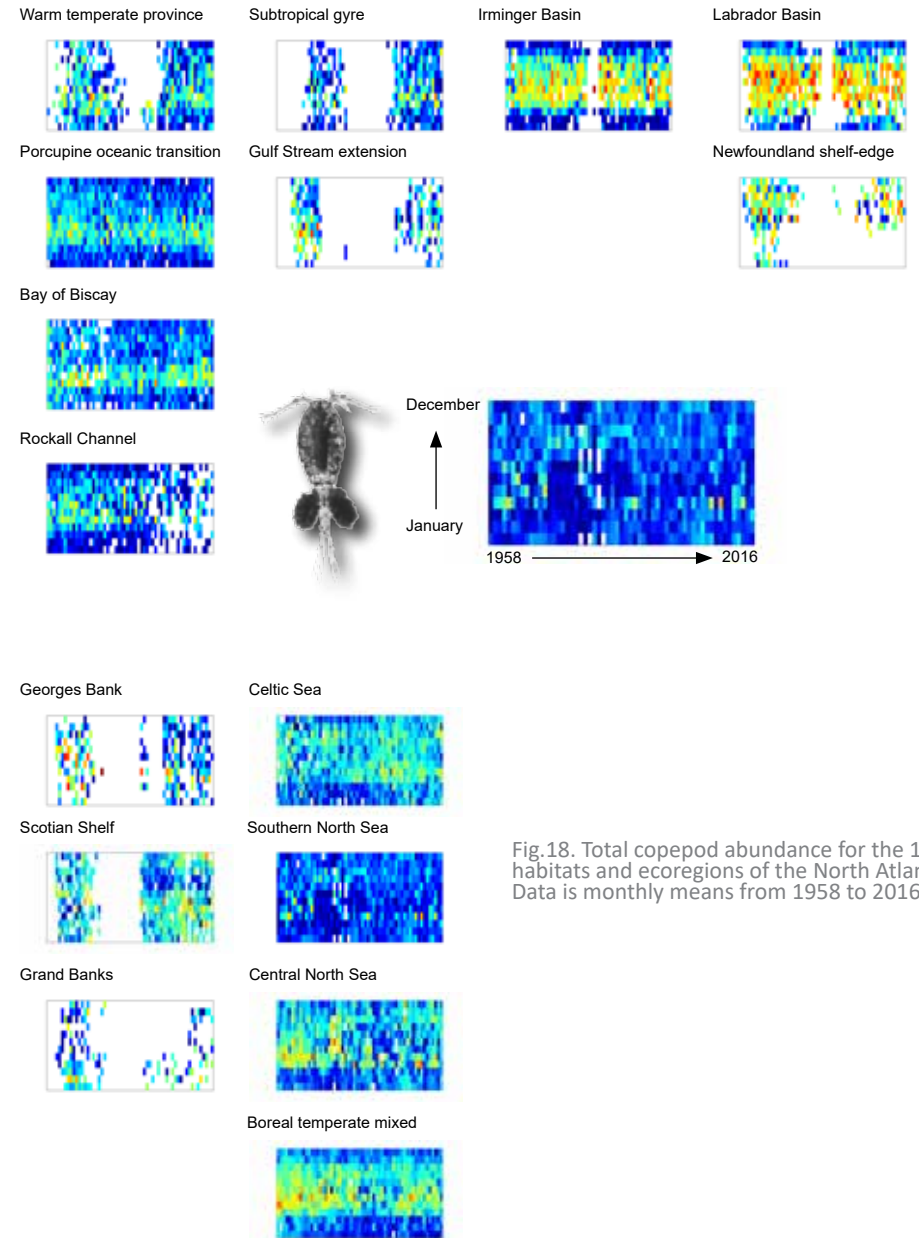 Warm temperate province
Subtropical gyre
Irminger Basin
Labrador Basin
Porcupine oceanic transition
Gulf Stream extension
Newfoundland shelf-edge
Bay of Biscay
Rockall Channel
December
January
1958
2016
Georges Bank
Celtic Sea
Scotian Shelf
Southern North Sea
Fig.18. Total copepod abundance for the 1
habitats and ecoregions of the North Atlan
Data is monthly means from 1958 to 2016
Grand Banks
Central North Sea
Boreal temperate mixed